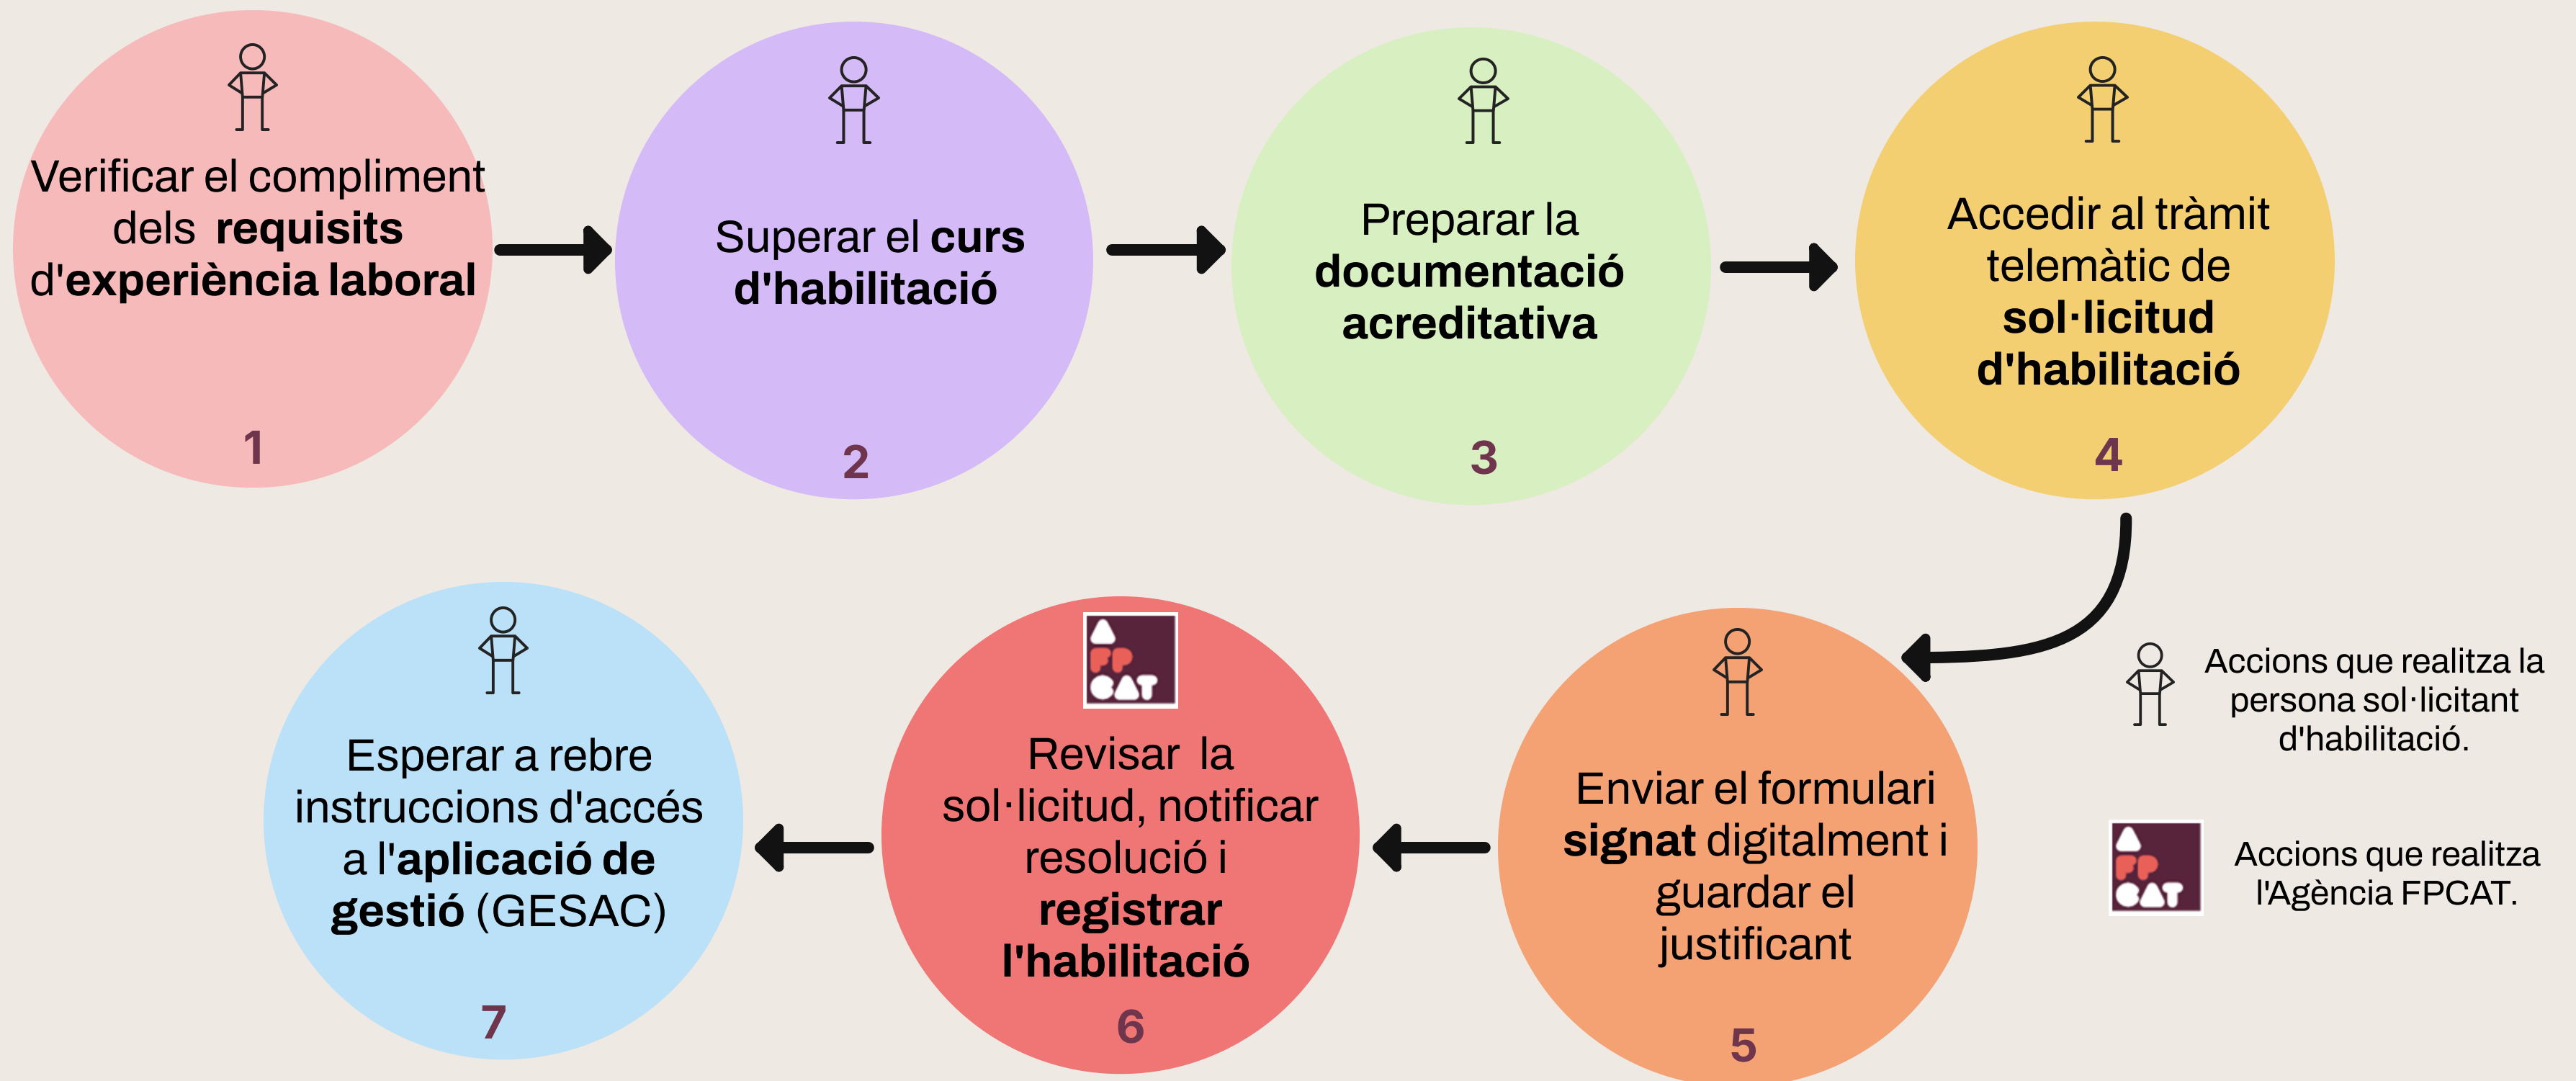 Verificar el compliment
dels requisits
d'experiència laboral
1
Superar el curs
d'habilitació
2
Preparar la
documentació
acreditativa
3
Accedir al tràmit
telemàtic de
sol·licitud
d'habilitació
4
Enviar el formulari
signat digitalment i
guardar el
justificant
5
A
FP
CAT
Revisar la
sol·licitud, notificar
resolució i
registrar
l'habilitació
6
Esperar a rebre
instruccions d'accés
a l'aplicació de
gestió (GESAC)
7
Accions que realitza la
persona sol·licitant
d'habilitació.
A
FP
CAT
Accions que realitza
l'Agència FPCAT.